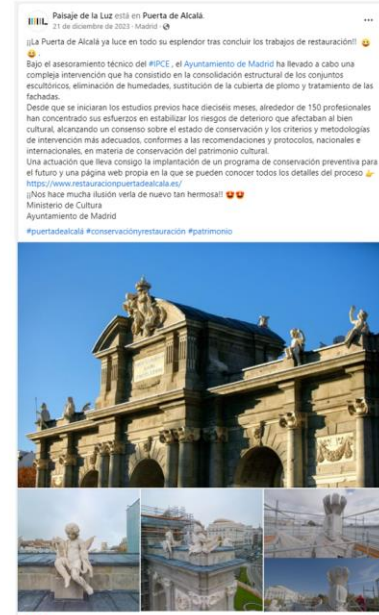 Paisaje de la Luz está en Puerta de Alcalá.
21 de diciembre de 2023 · Madrid ·
¡¡La Puerta de Alcalá ya luce en todo su esplendor tras concluir los trabajos de restauración!! 😃
😃 .
Bajo el asesoramiento técnico del #IPCE , el Ayuntamiento de Madrid ha llevado a cabo una
compleja intervención que ha consistido en la consolidación estructural de los conjuntos
escultóricos, eliminación de humedades, sustitución de la cubierta de plomo y tratamiento de las
fachadas.
Desde que se iniciaran los estudios previos hace dieciséis meses, alrededor de 150 profesionales
han concentrado sus esfuerzos en estabilizar los riesgos de deterioro que afectaban al bien
cultural, alcanzando un consenso sobre el estado de conservación y los criterios y metodologías
de intervención más adecuados, conformes a las recomendaciones y protocolos, nacionales e
internacionales, en materia de conservación del patrimonio cultural.
Una actuación que lleva consigo la implantación de un programa de conservación preventiva para
el futuro y una página web propia en la que se pueden conocer todos los detalles del proceso 👉
https://www.restauracionpuertadealcala.es/
¡¡Nos hace mucha ilusión verla de nuevo tan hermosa!! 🤩 🤩
Ministerio de Cultura
Ayuntamiento de Madrid
#puertadealcalá #conservaciónyrestauración #patrimonio